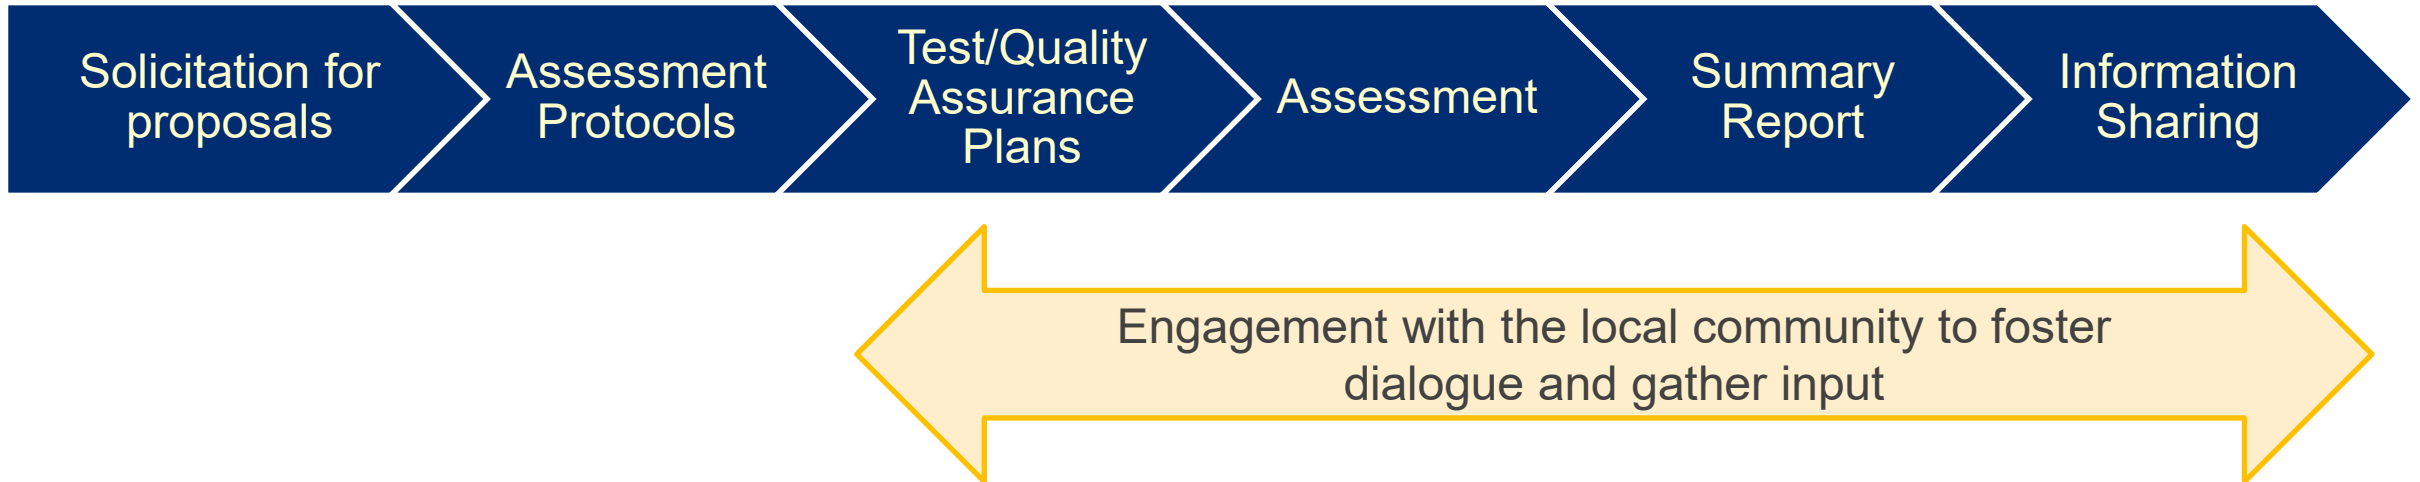 Solicitation for
proposals
Assessment
Protocols
Test/Quality
Assurance
Plans
Assessment
Summary
Report
Information
Sharing
Engagement with the local community to foster
dialogue and gather input